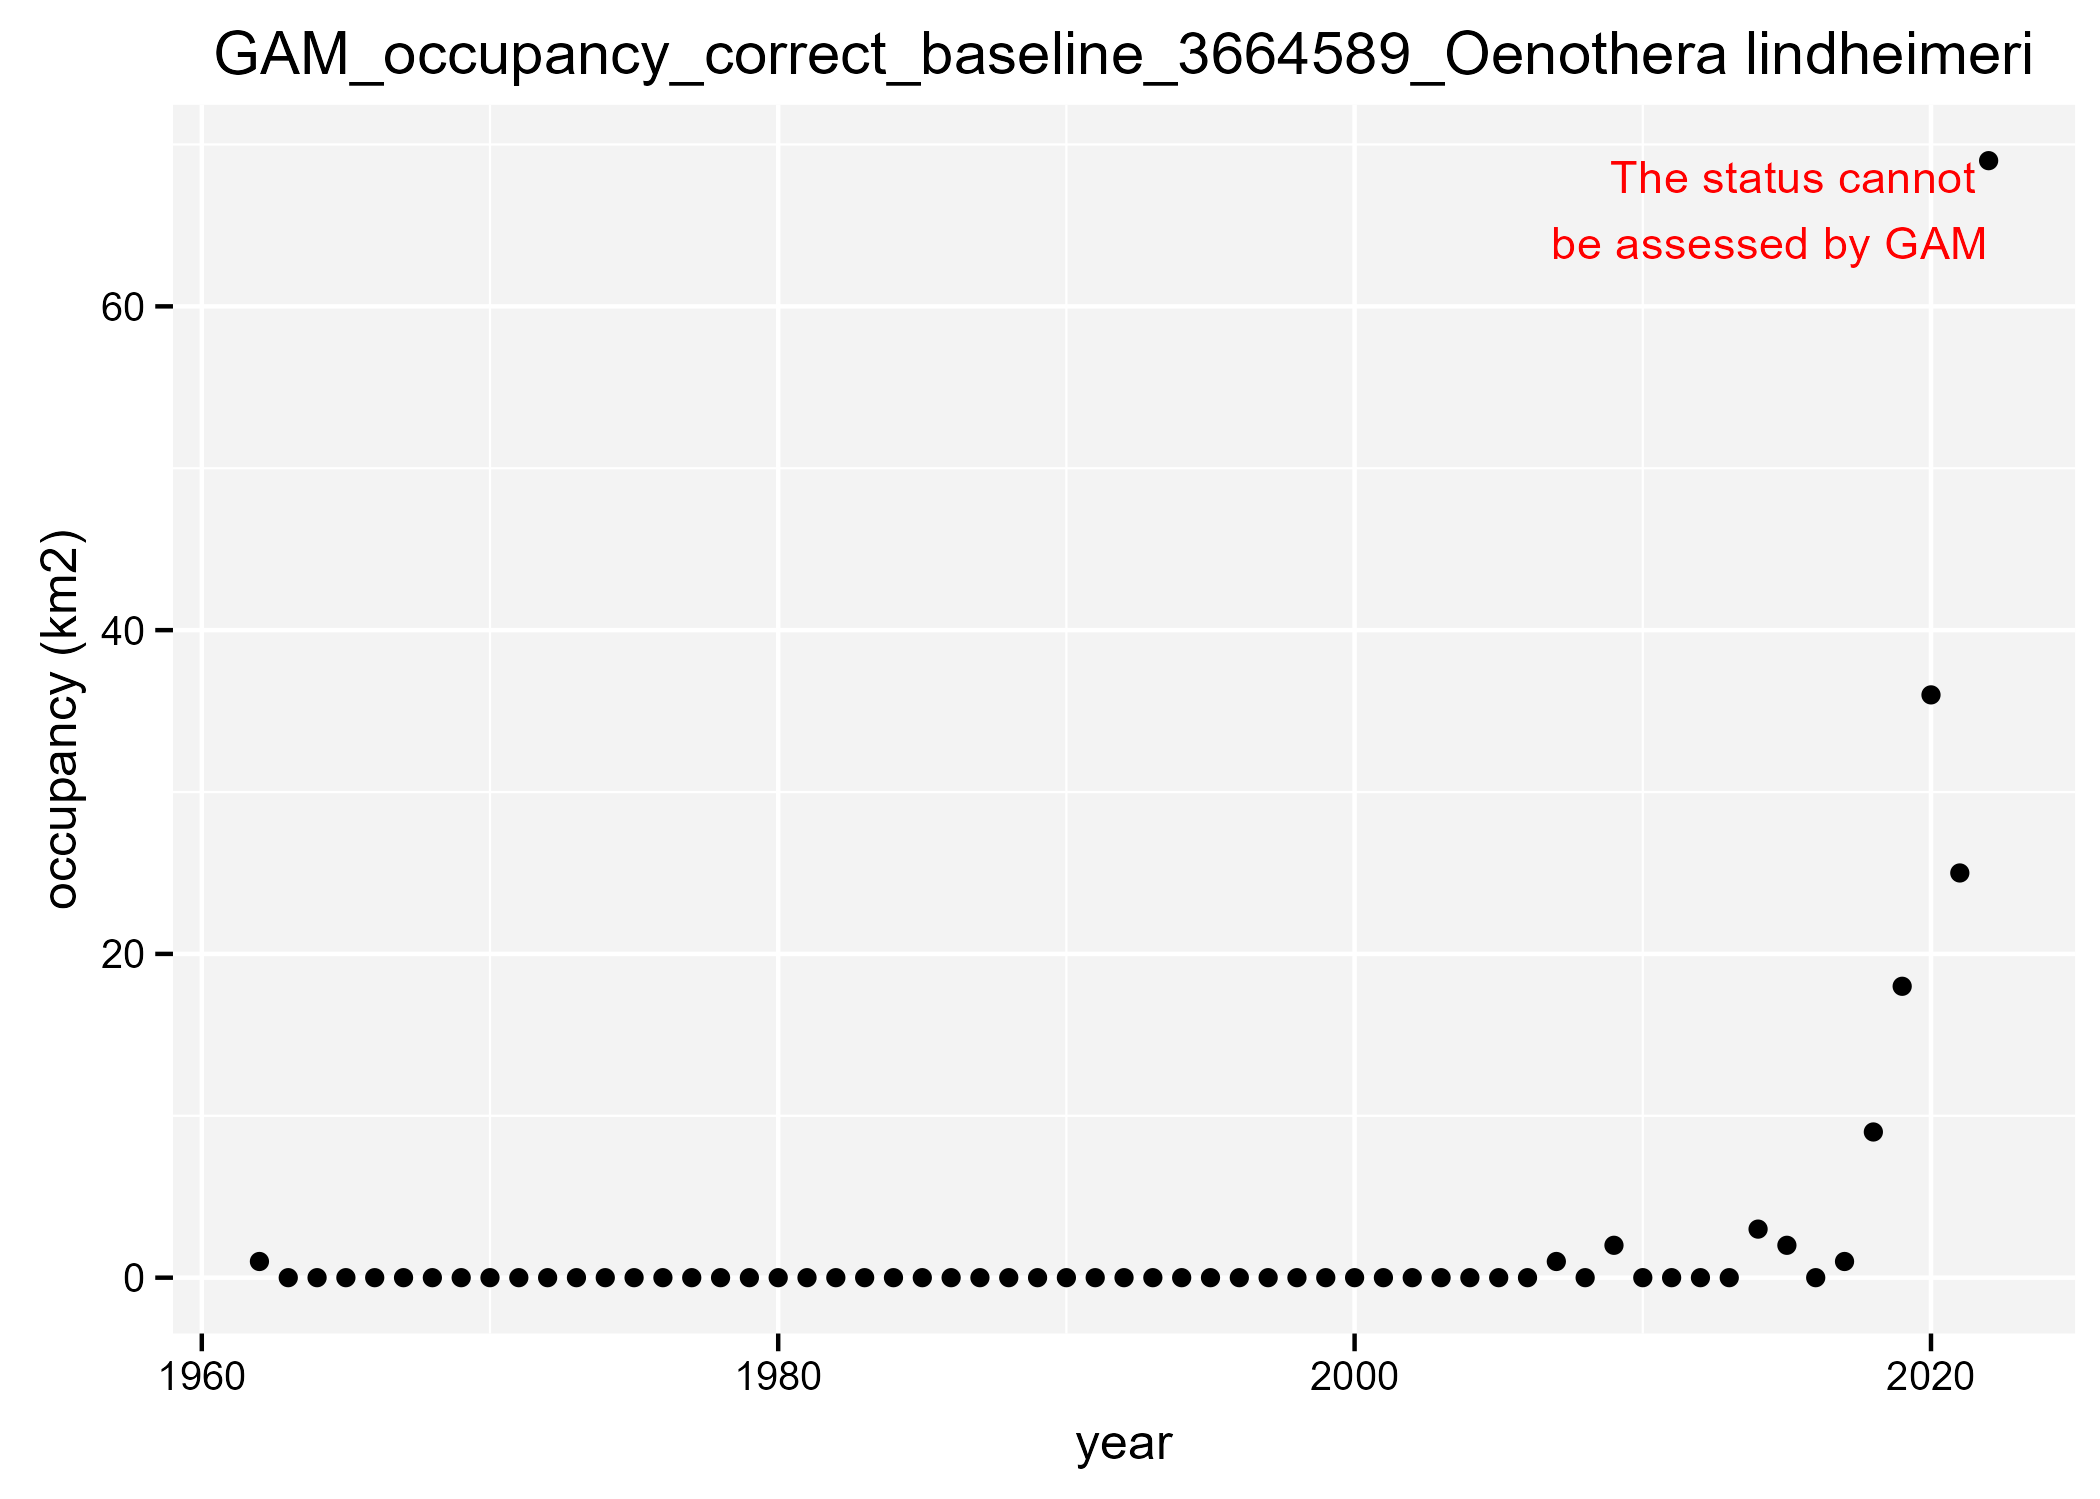 GAM_occupancy_correct_baseline_3664589_Oenothera lindheimeri
The status cannot
be assessed by GAM
60
40
20
0
occupancy (km2)
1960
1980
2000
2020
year